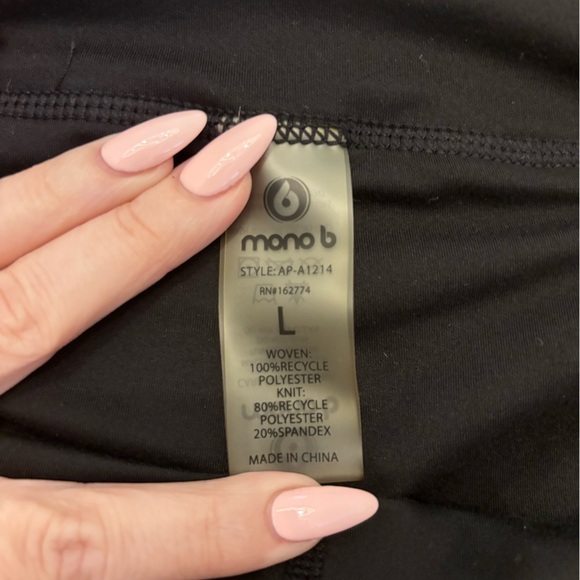 mono b
STYLE: AP-A1214
RN#162774
L
WOVEN:
100%RECYCLE
POLYESTER
KNIT:
80%RECYCLE
POLYESTER
20%SPANDEX
MADE IN CHINA